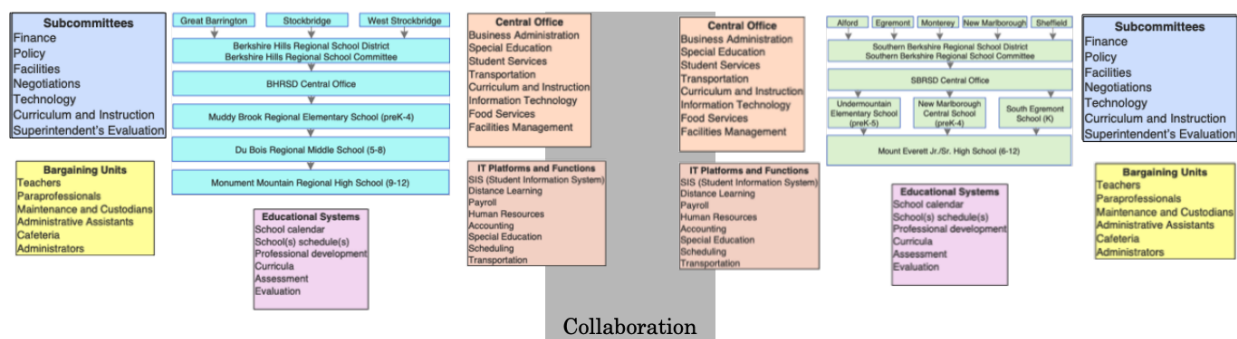 Subcommittees
Finance
Policy
Facilities
Negotiations
Technology
Curriculum and Instruction
Superintendent's Evaluation
Bargaining Units
Teachers
Paraprofessionals
Maintenance and Custodians
Administrative Assistants
Cafeteria
Administrators
Great Barrington
Stockbridge
West Strockbridge
Berkshire Hills Regional School District
Berkshire Hills Regional School Committee
BHRSD Central Office
Muddy Brook Regional Elementary School (preK-4)
Du Bois Regional Middle School (5-8)
Monument Mountain Regional High School (9-12)
Educational Systems
School calendar
School(s) schedule(s)
Professional development
Curricula
Assessment
Evaluation
Central Office
Business Administration
Special Education
Student Services
Transportation
Curriculum and Instruction
Information Technology
Food Services
Facilities Management
IT Platforms and Functions
SIS (Student Information System)
Distance Learning
Payroll
Human Resources
Accounting
Special Education
Scheduling
Transportation
Collaboration
Central Office
Business Administration
Special Education
Student Services
Transportation
Curriculum and Instruction
Information Technology
Food Services
Facilities Management
IT Platforms and Functions
SIS (Student Information System)
Distance Learning
Payroll
Human Resources
Accounting
Special Education
Scheduling
Transportation
Alford
Egremont
Monterey
New Marlborough
Sheffield
Southern Berkshire Regional School District
Southern Berkshire Regional School Committee
SBRSD Central Office
Undermountain
Elementary School
(preK-5)
New Marlborough
Central School
(preK-4)
South Egremont
School (K)
Mount Everett Jr./Sr. High School (6-12)
Educational Systems
School calendar
School(s) schedule(s)
Professional development
Curricula
Assessment
Evaluation
Subcommittees
Finance
Policy
Facilities
Negotiations
Technology
Curriculum and Instruction
Superintendent's Evaluation
Bargaining Units
Teachers
Paraprofessionals
Maintenance and Custodians
Administrative Assistants
Cafeteria
Administrators